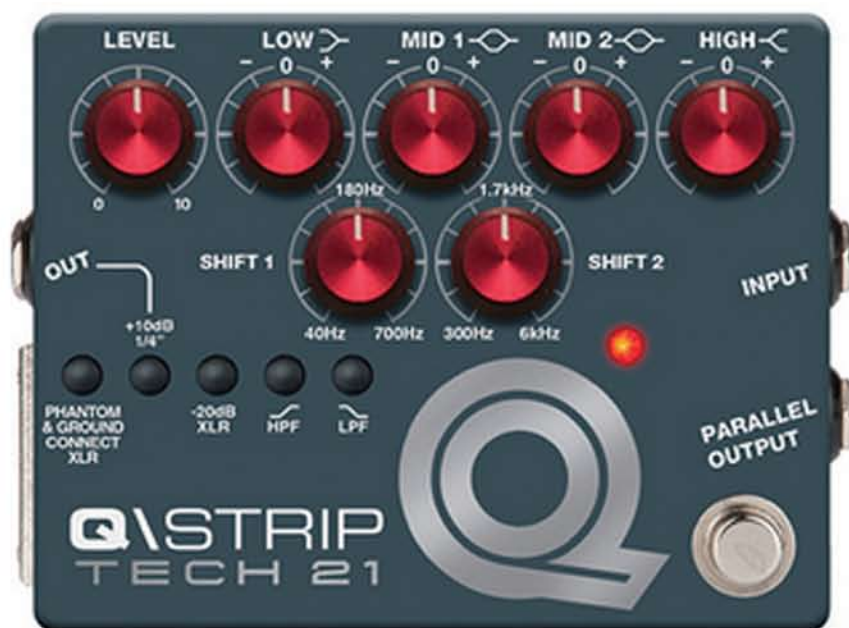 LEVEL
LOW
MID 1
MID 2
HIGH
- 0 +
- 0 +
- 0 +
- 0 +
0 10
180Hz
1.7kHz
OUT
SHIFT 1
SHIFT 2
INPUT
40Hz 700Hz
300Hz 6kHz
+10dB
1/4"
PHANTOM
& GROUND
CONNECT
XLR
-20dB
XLR
HPF
LPF
PARALLEL
OUTPUT
Q
Q\STRIP
TECH 21